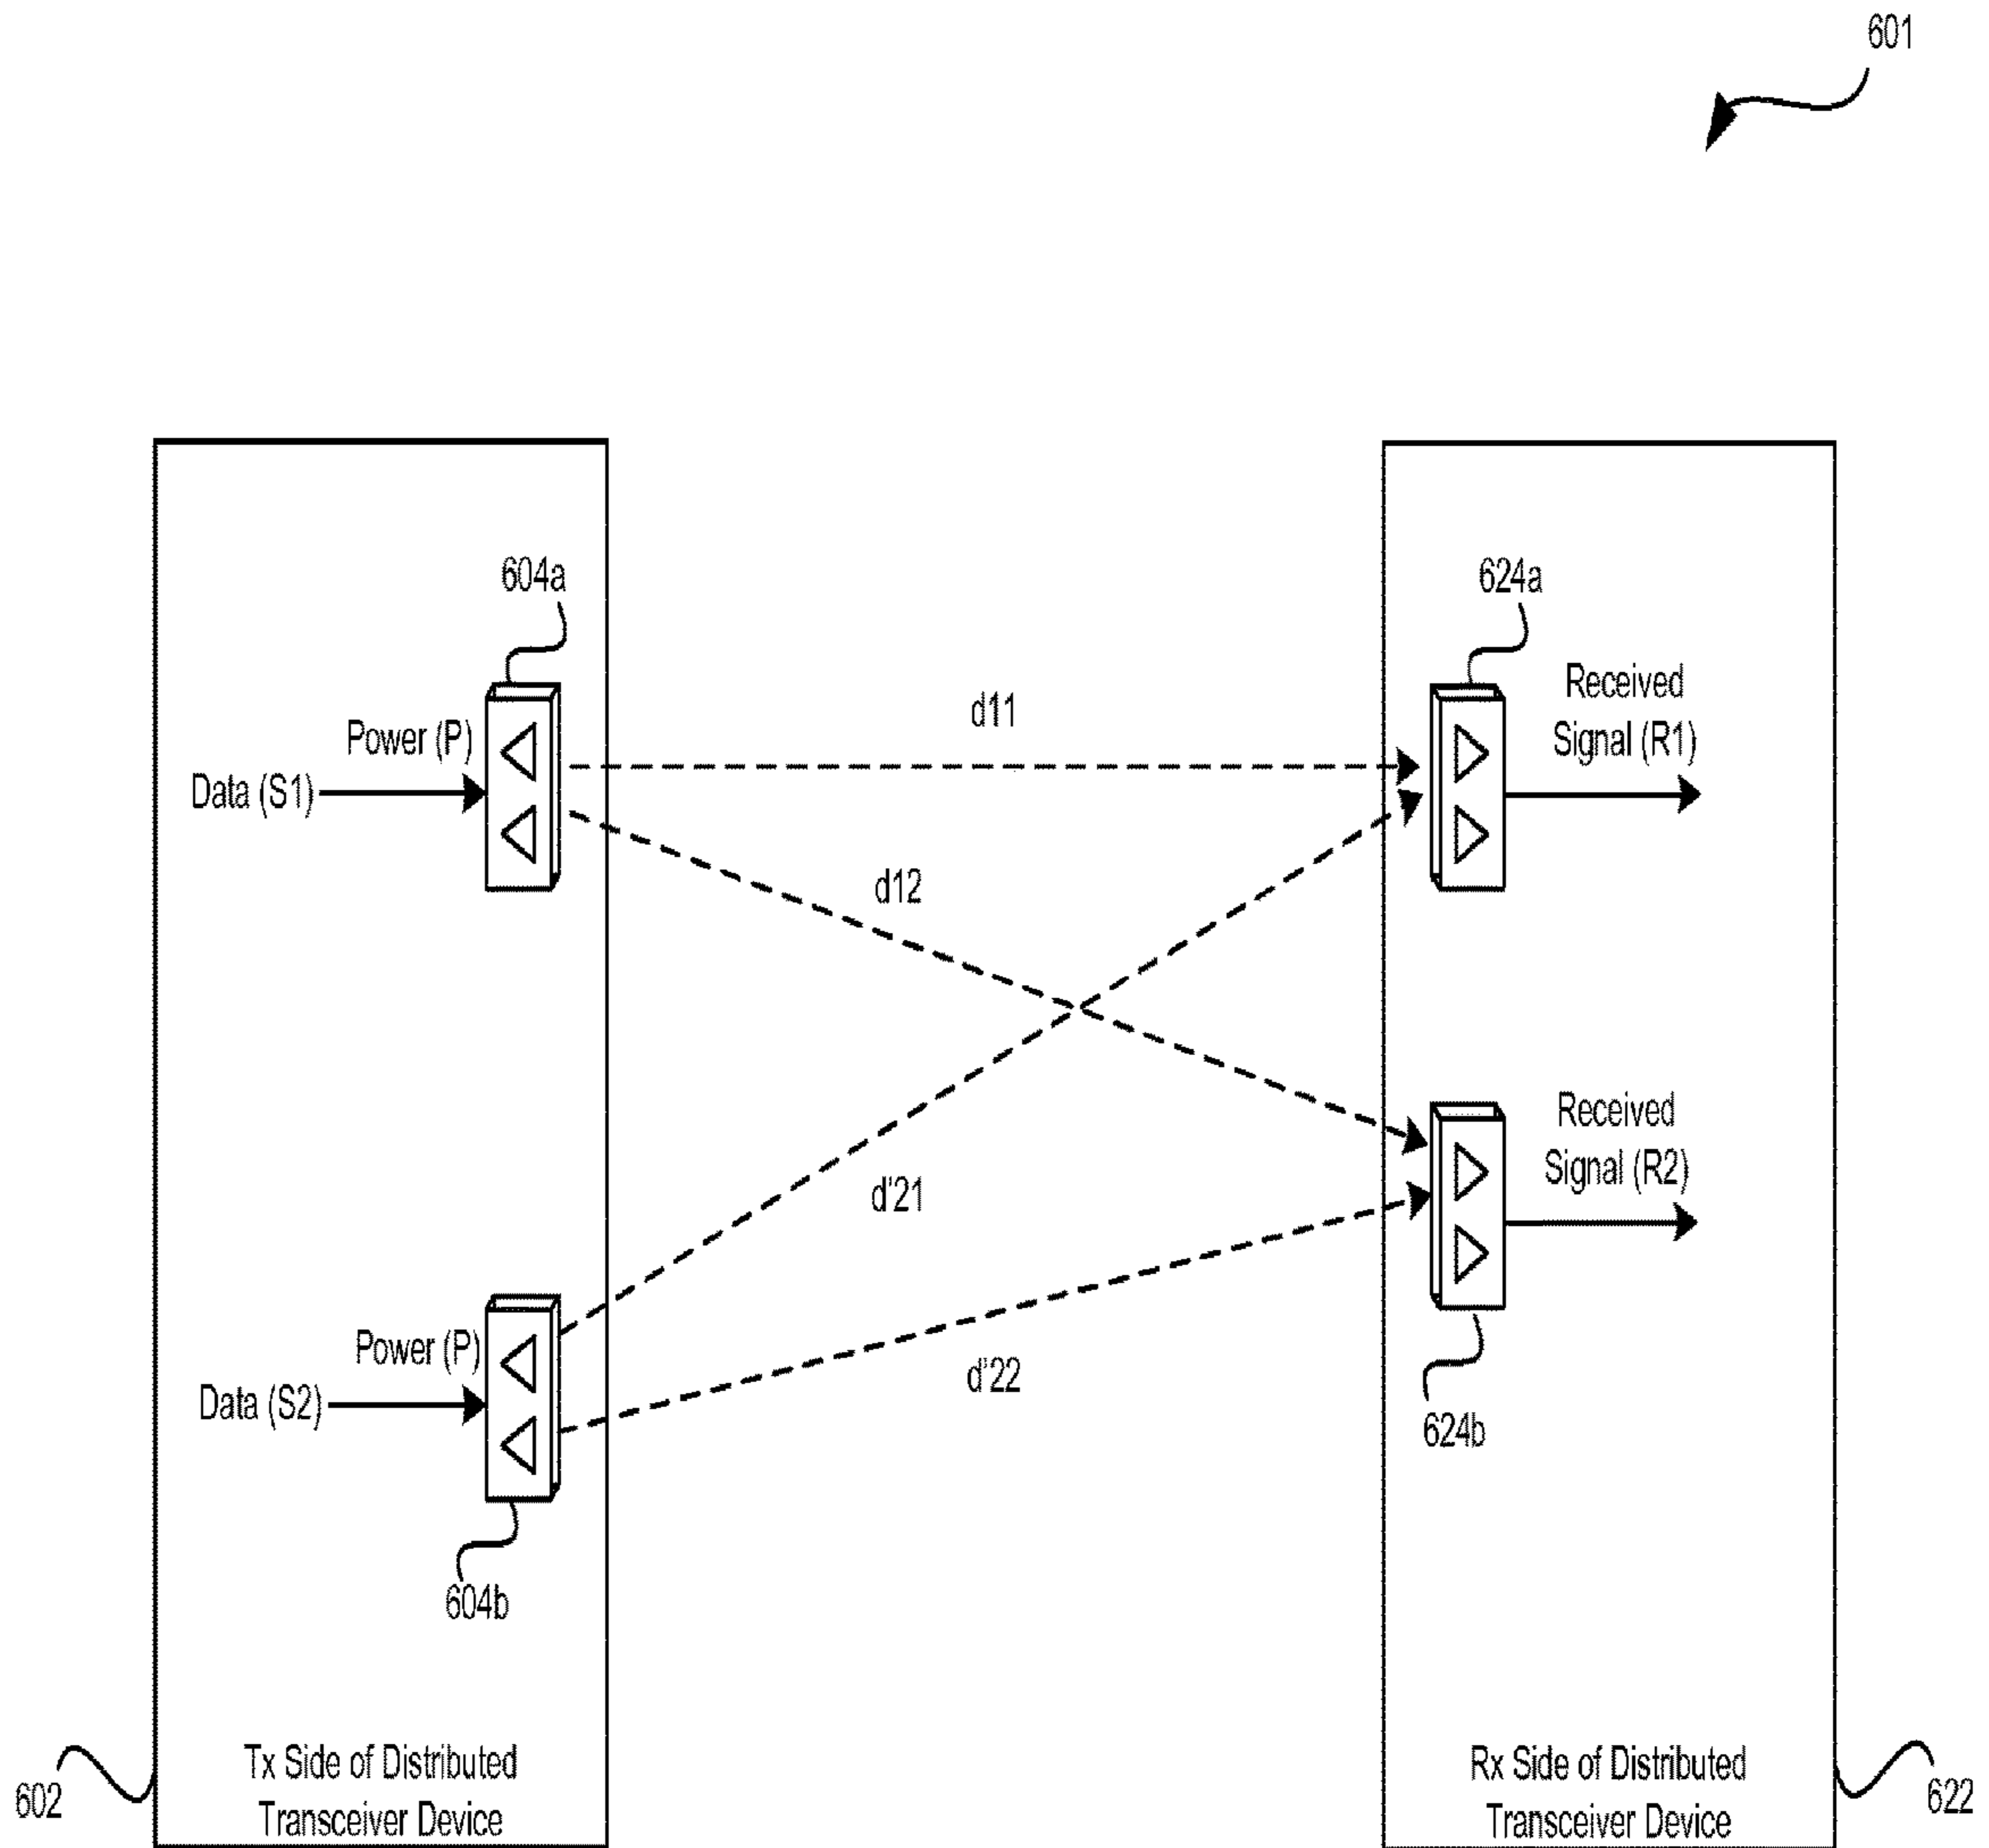 601
604a
624a
Received
Signal (R1)
d11
Power (P)
Data (S1)
d12
Received
Signal (R2)
d'21
Power (P)
d'22
Data (S2)
624b
604b
Tx Side of Distributed
Transceiver Device
Rx Side of Distributed
Transceiver Device
602
622